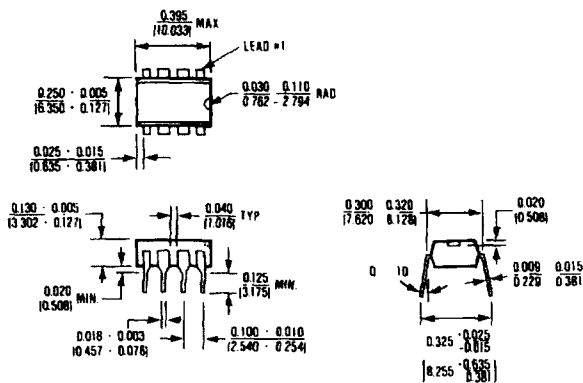 0.395
(10.033) MAX
LEAD #1
0.250 · 0.005
(6.350 · 0.127)
0.030 – 0.110
0.762 – 2.794 RAD
0.025 · 0.015
(0.635 · 0.381)
0.130 · 0.005
(3.302 · 0.127)
0.040
(1.016) TYP
0.020
(0.508) MIN.
0.125
(3.175) MIN.
0.018 · 0.003
(0.457 · 0.076)
0.100 · 0.010
(2.540 · 0.254)
0.300 0.320
(7.620 8.128)
0.020
(0.508)
0 10
0.009 0.015
0.229 0.381
0.325 ·0.025
-0.015
8.255 ·0.635
0.381